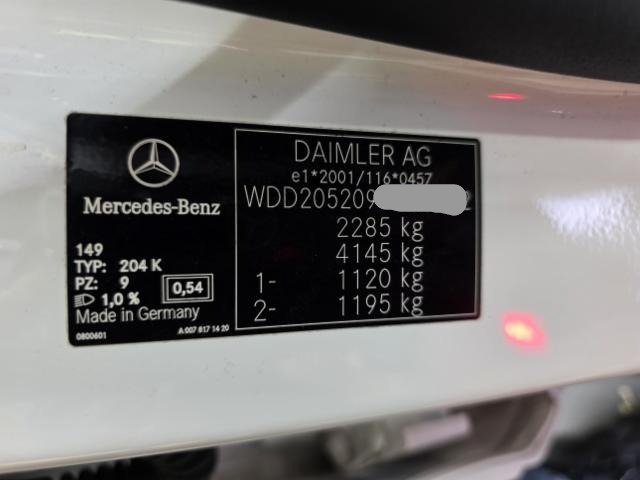 Mercedes-Benz
149
TYP: 204 K
PZ: 9
0,54
1,0 %
Made in Germany
0800601
A 007 817 14 20
DAIMLER AG
e1*2001/116*0457
WDD205209 2
2285 kg
4145 kg
1- 1120 kg
2- 1195 kg